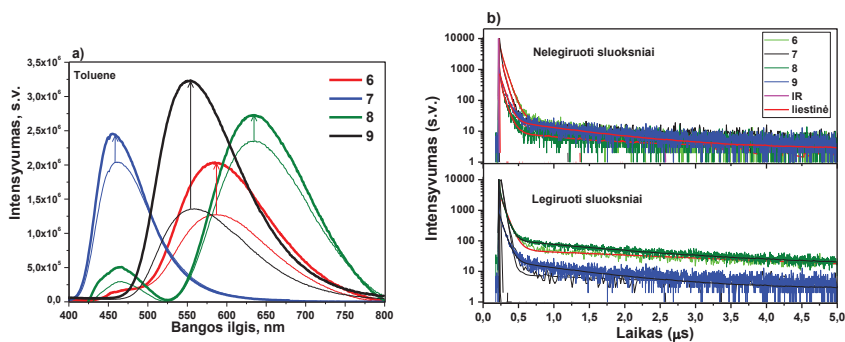 a)
Toluene
6
7
8
9
Intensyvumas, s.v.
3,5x10⁶
3,0x10⁶
2,5x10⁶
2,0x10⁶
1,5x10⁶
1,0x10⁶
5,0x10⁵
0,0
400 450 500 550 600 650 700 750 800
Bangos ilgis, nm
b)
Nelegiruoti sluoksniai
6
7
8
9
IR
liestinė
10000
1000
100
10
1
Intensyvumas (s.v.)
Legiruoti sluoksniai
10000
1000
100
10
1
0,0 0,5 1,0 1,5 2,0 2,5 3,0 3,5 4,0 4,5 5,0
Laikas (μs)